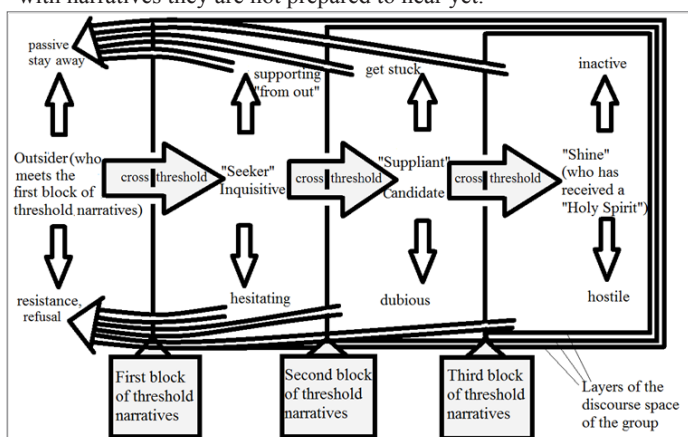 with narratives they are not prepared to hear yet.
passive
stay away
supporting
"from out"
get stuck
inactive
Outsider (who
meets the
first block of
threshold narratives)
cross threshold
"Seeker"
Inquisitive
cross threshold
"Suppliant"
Candidate
cross threshold
"Shine"
(who has
received a
"Holy Spirit")
resistance,
refusal
hesitating
dubious
hostile
First block
of threshold
narratives
Second block
of threshold
narratives
Third block
of threshold
narratives
Layers of the
discourse space
of the group